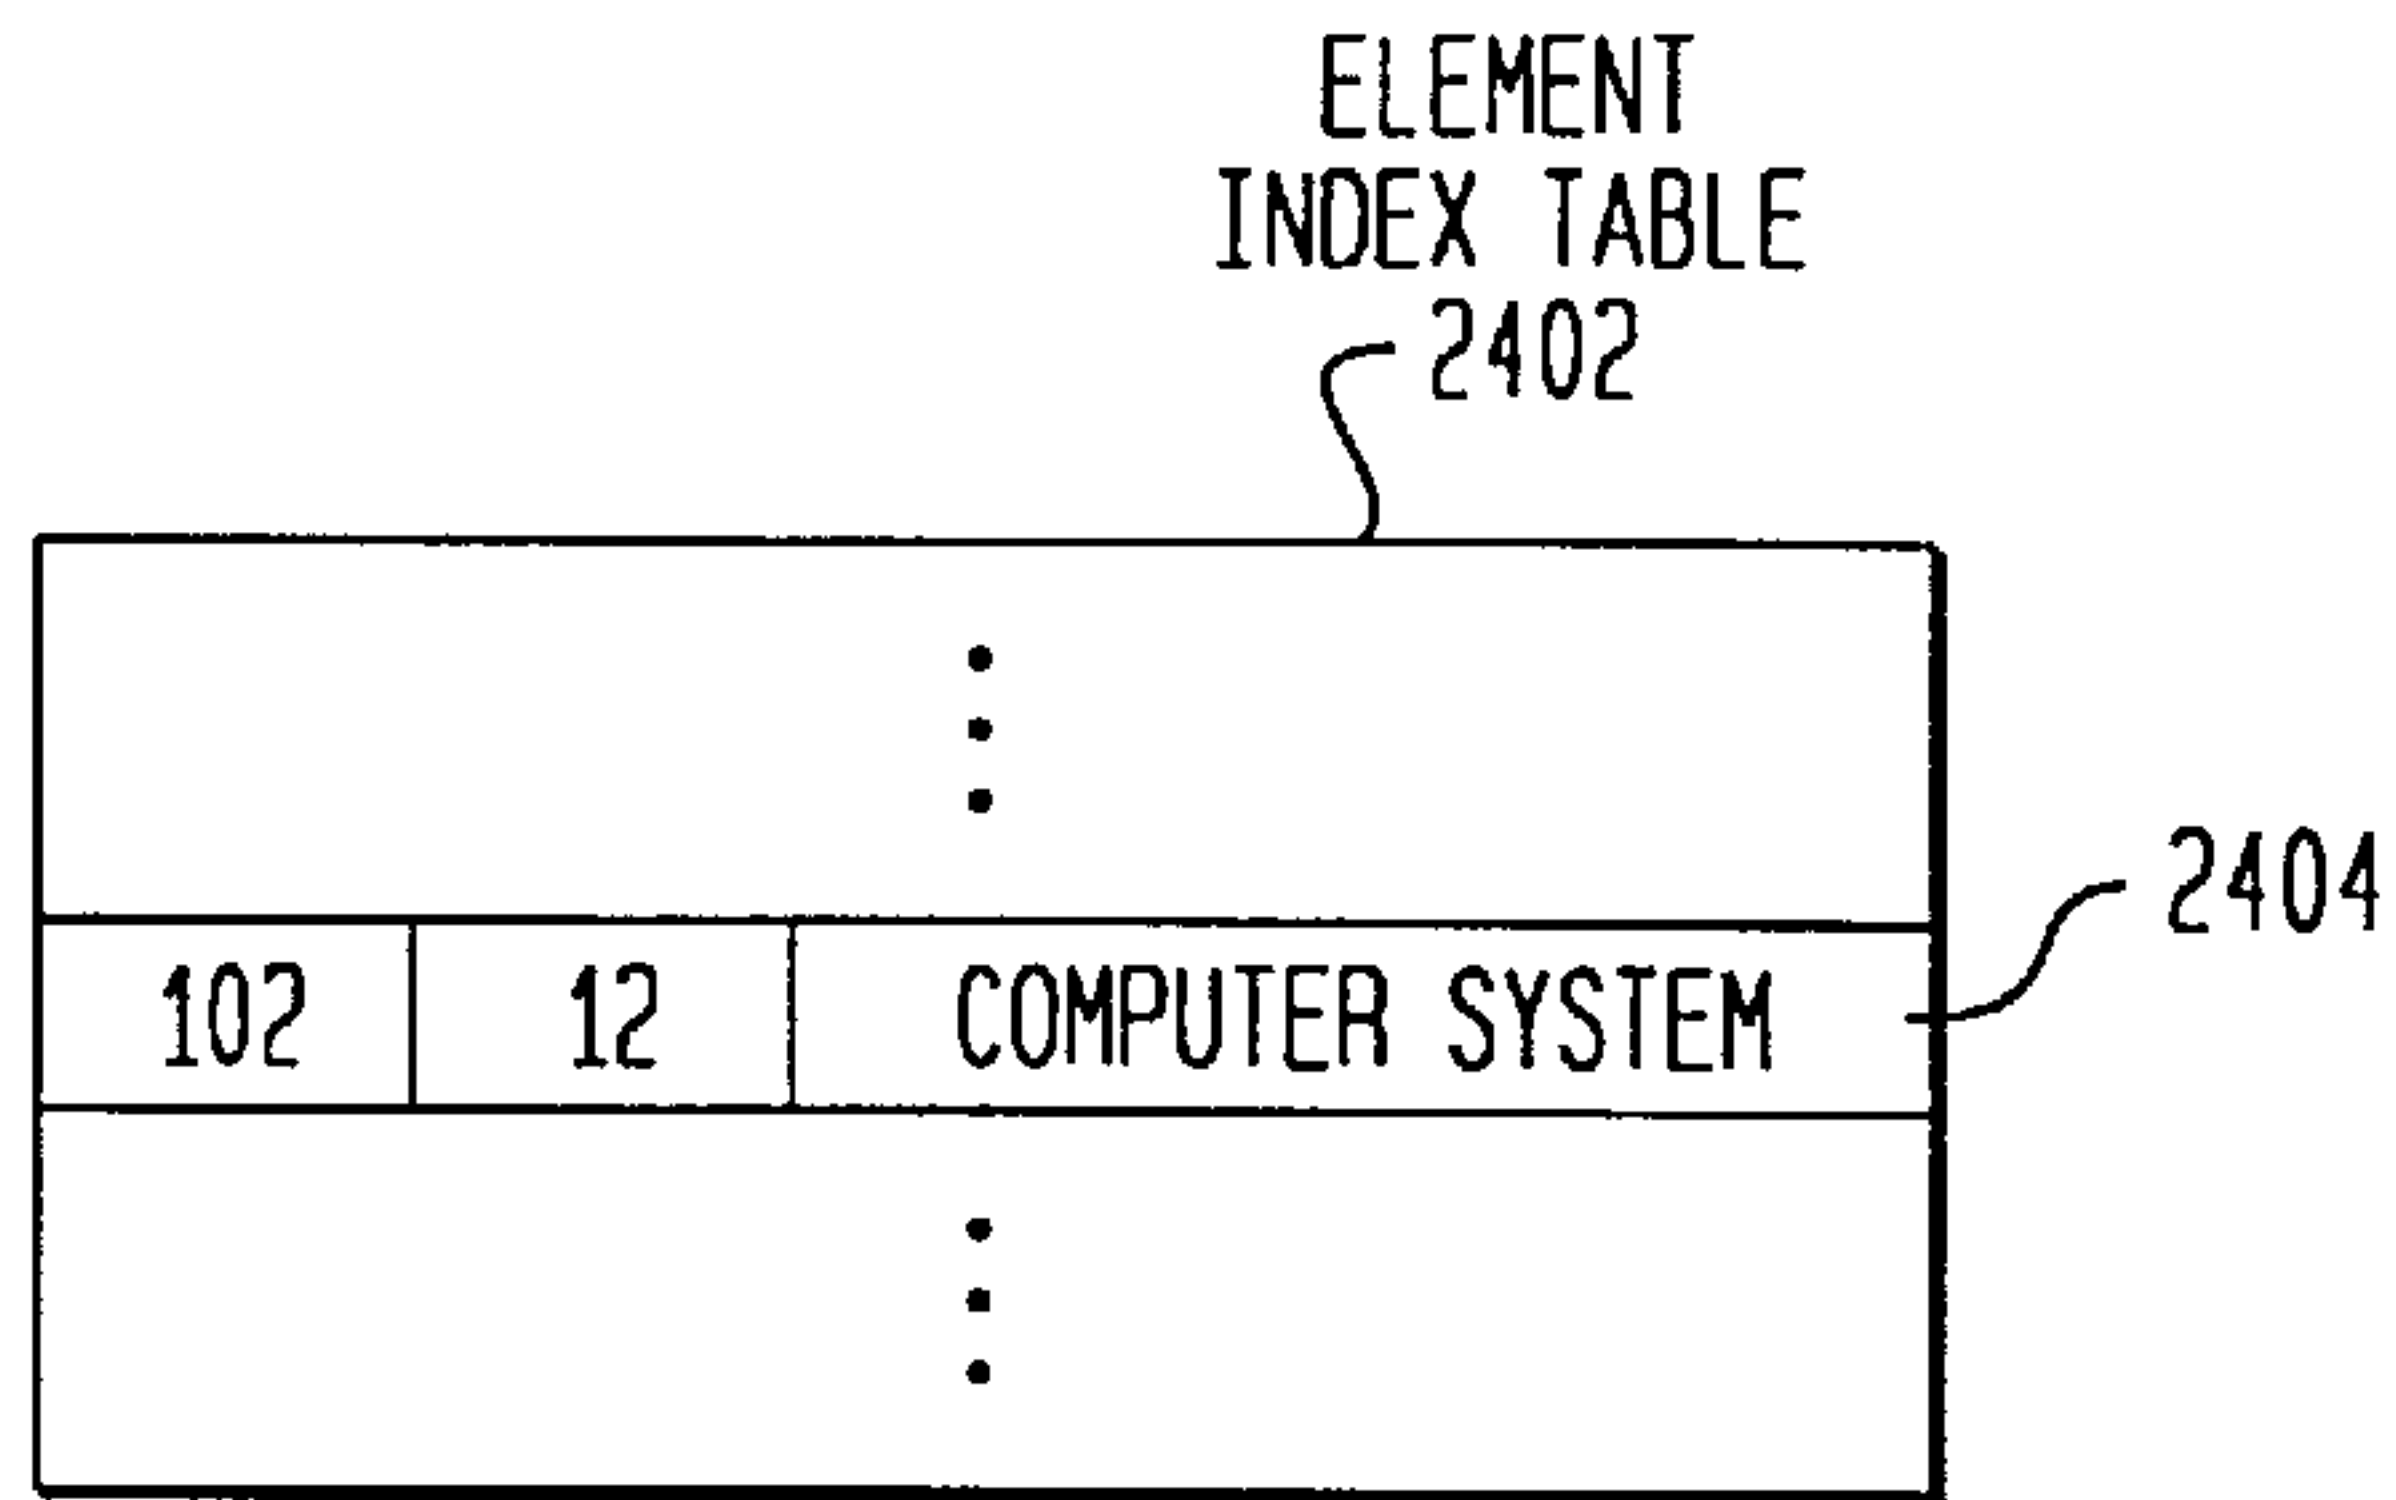 ELEMENT
INDEX TABLE
2402
2404
102 12 COMPUTER SYSTEM